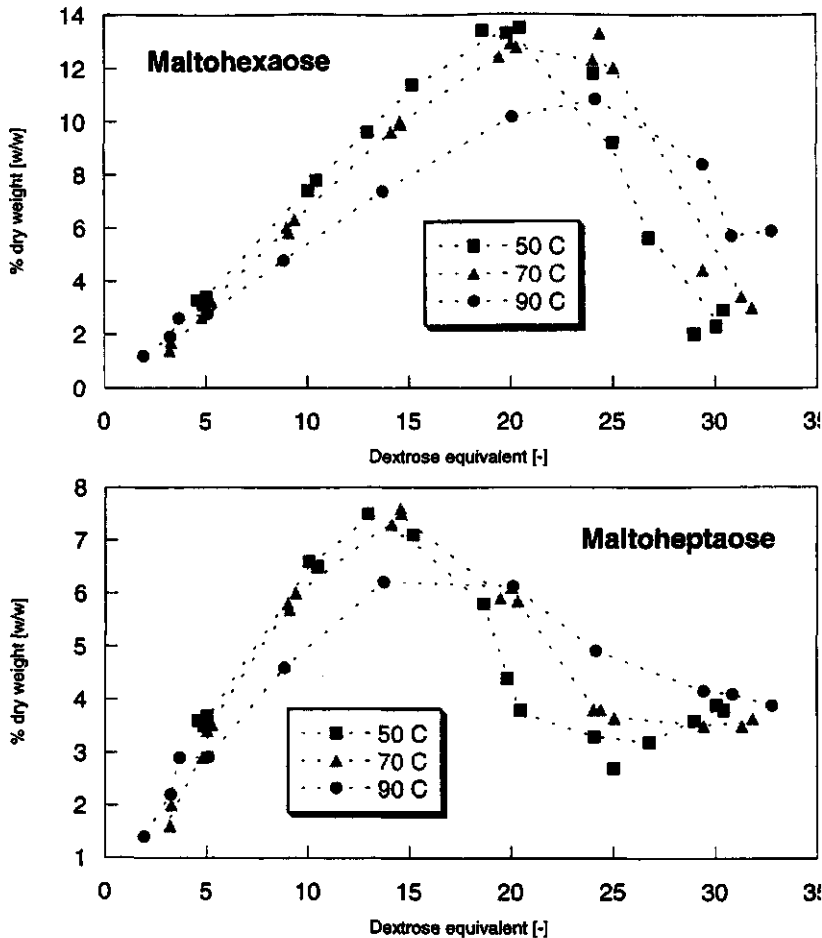 Maltohexaose
% dry weight [w/w]
14
12
10
8
6
4
2
0
50 C
70 C
90 C
0 5 10 15 20 25 30 35
Dextrose equivalent [-]
Maltoheptaose
% dry weight [w/w]
8
7
6
5
4
3
2
1
50 C
70 C
90 C
0 5 10 15 20 25 30 35
Dextrose equivalent [-]